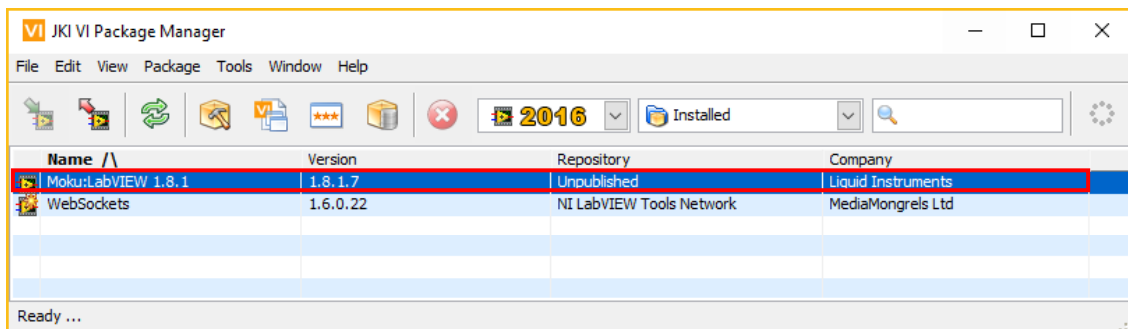 VI JKI VI Package Manager
File Edit View Package Tools Window Help
VI *** 2016 Installed
Name /\ Version Repository Company
Moku:LabVIEW 1.8.1 1.8.1.7 Unpublished Liquid Instruments
WebSockets 1.6.0.22 NI LabVIEW Tools Network MediaMongrels Ltd
Ready ...